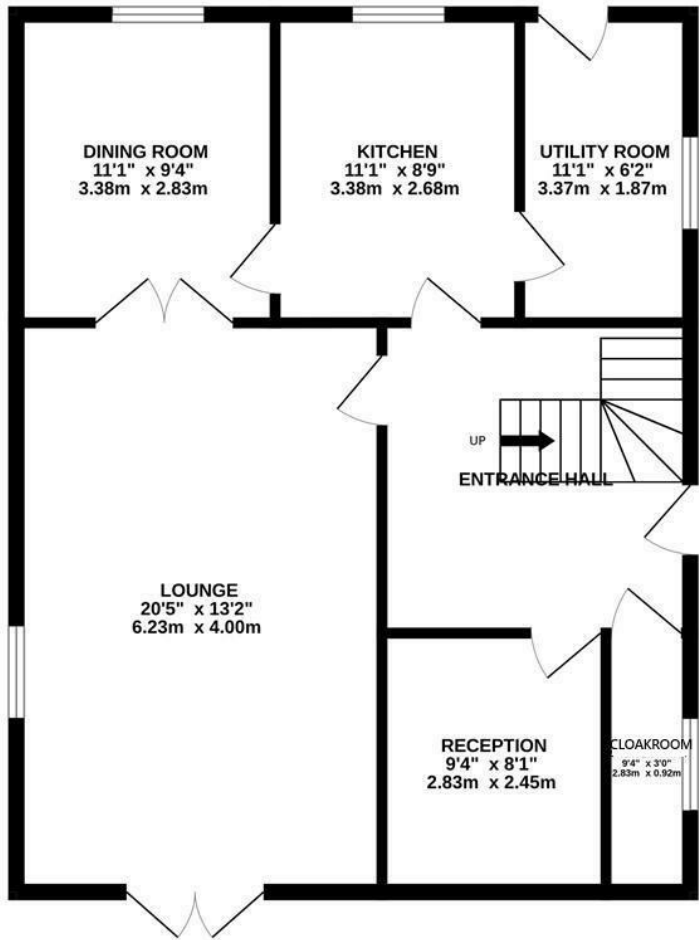 DINING ROOM
11'1" x 9'4"
3.38m x 2.83m
KITCHEN
11'1" x 8'9"
3.38m x 2.68m
UTILITY ROOM
11'1" x 6'2"
3.37m x 1.87m
UP
ENTRANCE HALL
LOUNGE
20'5" x 13'2"
6.23m x 4.00m
RECEPTION
9'4" x 8'1"
2.83m x 2.45m
CLOAKROOM
9'4" x 3'0"
2.83m x 0.92m